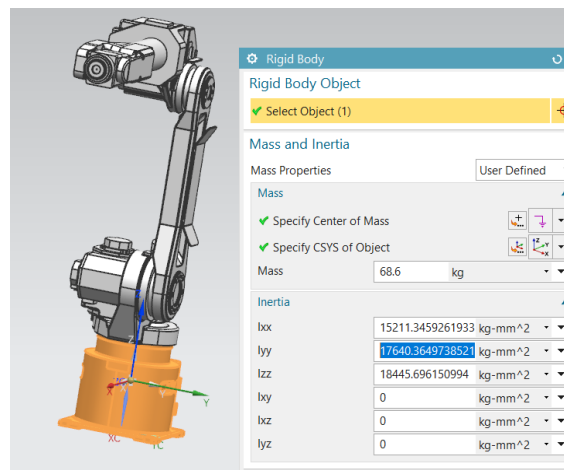 Rigid Body
Rigid Body Object
Select Object (1)
Mass and Inertia
Mass Properties User Defined
Mass
Specify Center of Mass
Specify CSYS of Object
Mass 68.6 kg
Inertia
Ixx 15211.3459261933 kg-mm^2
Iyy 17640.3649738521 kg-mm^2
Izz 18445.696150994 kg-mm^2
Ixy 0 kg-mm^2
Ixz 0 kg-mm^2
Iyz 0 kg-mm^2
Z
X
Y
XC
YC